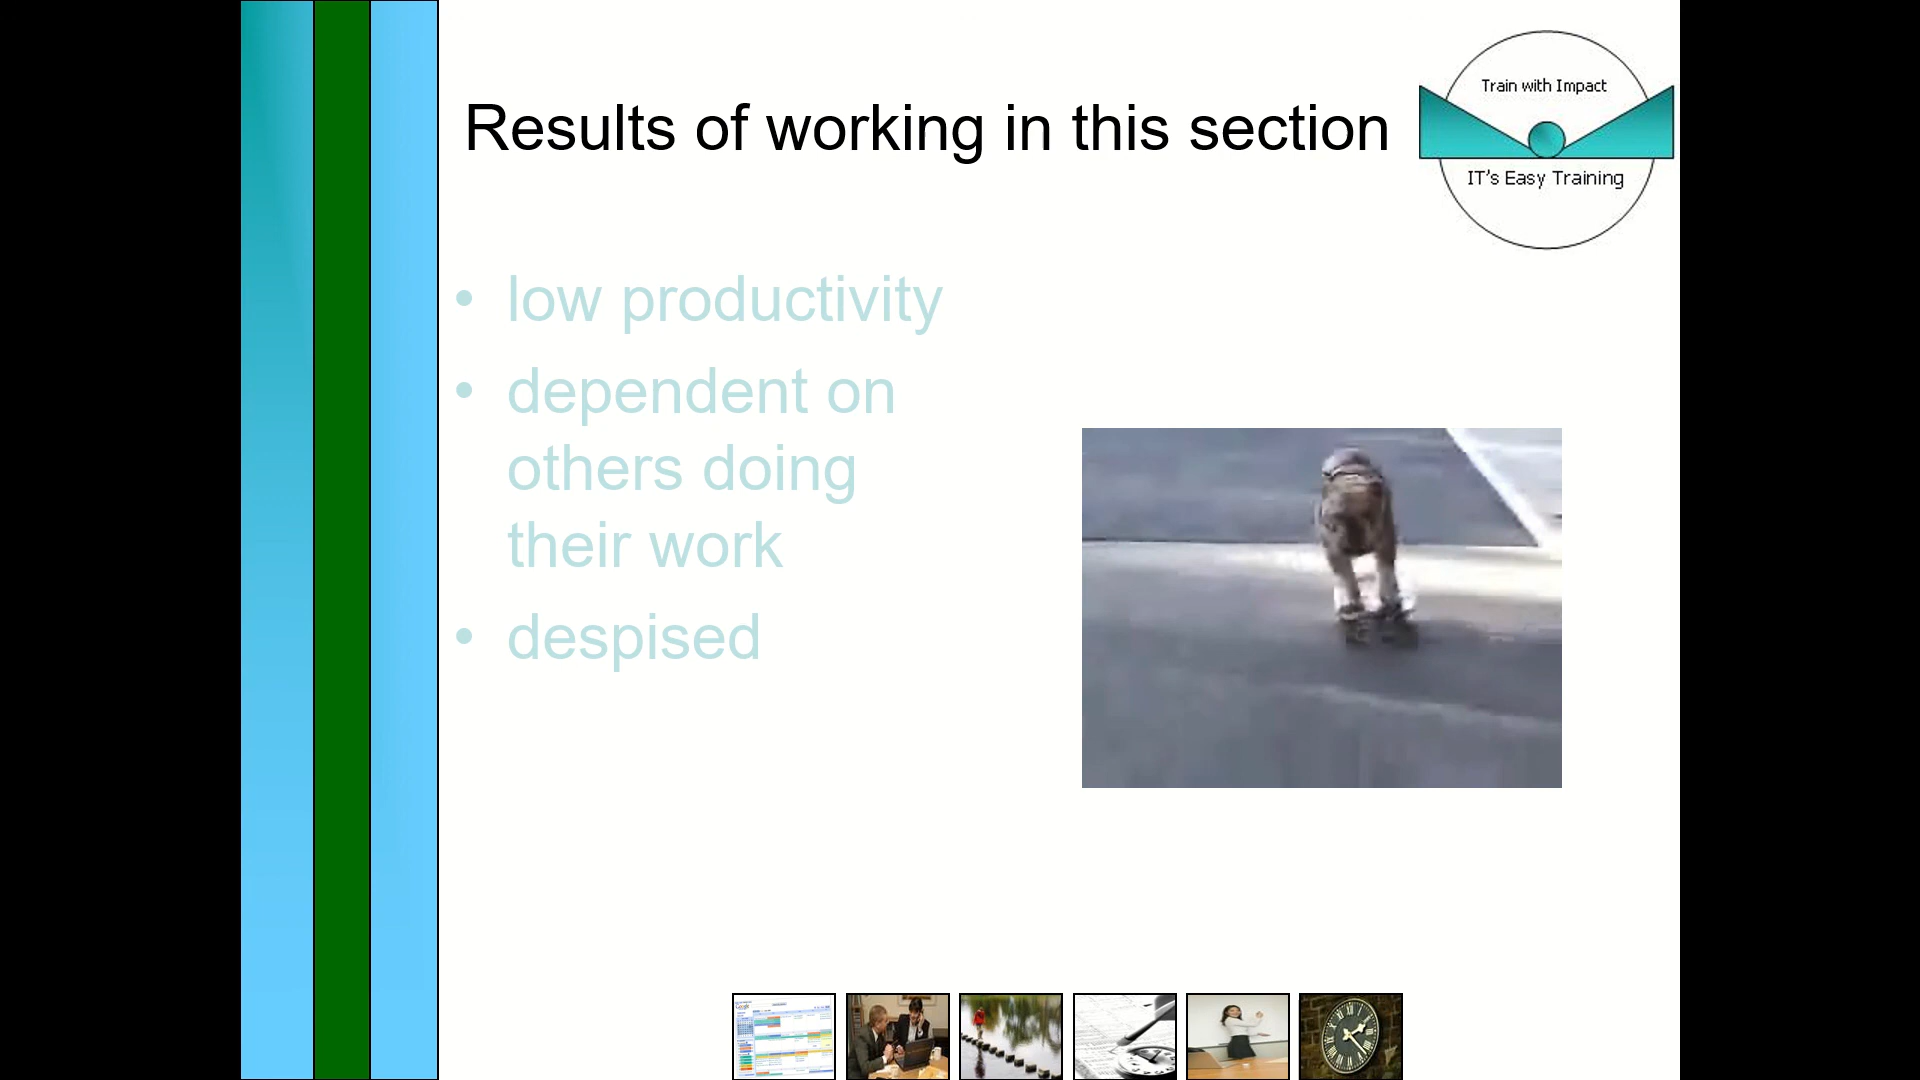 Results of working in this section
Train with Impact
IT's Easy Training
• low productivity
• dependent on
others doing
their work
• despised